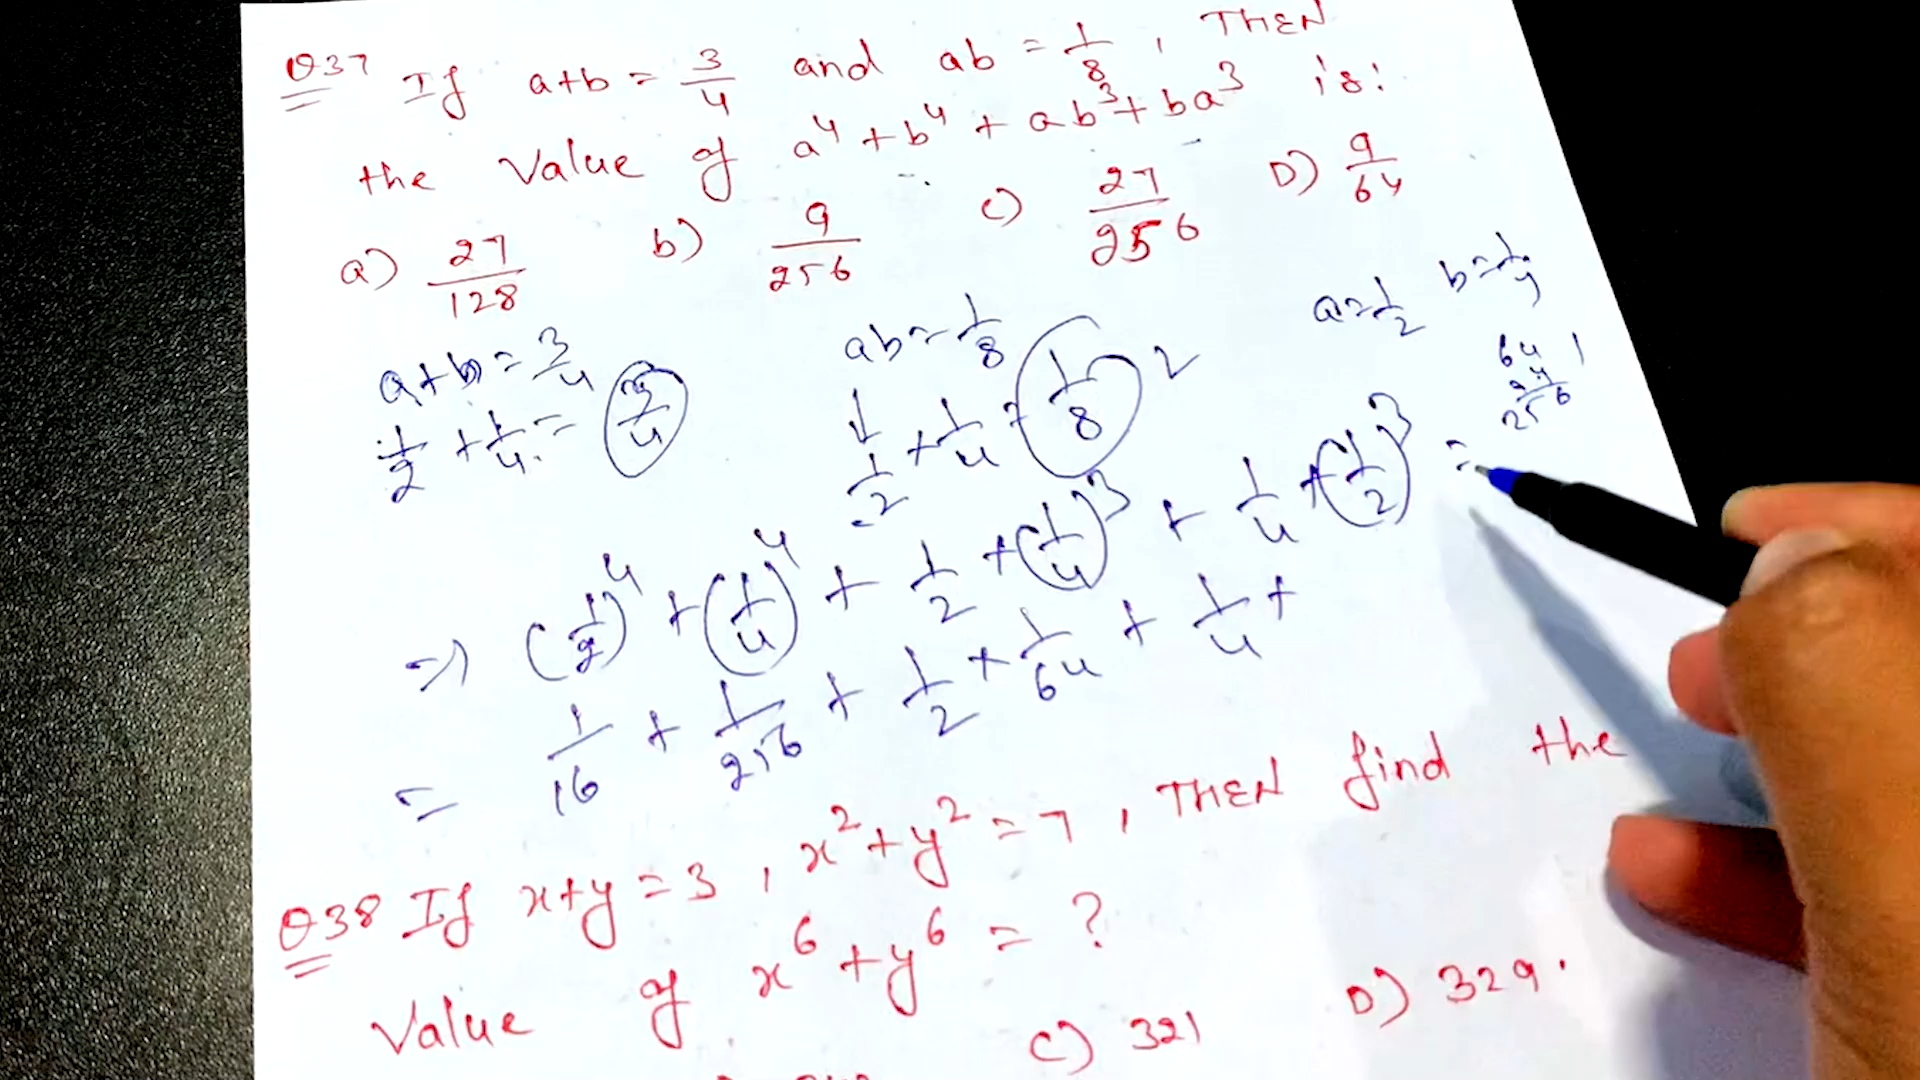 Q37 If a+b = 3/4 and ab = 1/8, THEN
the Value of a⁴+b⁴+ab³+ba³ is:
a) 27/128 b) 9/256 c) 27/256 D) 9/64
a=1/2 b=1/4
a+b=3/4 ab=1/8
64
256
1/2 + 1/4 = 3/4 1/2 + 1/4 = 1/8 2
=> (1/2)⁴ + (1/4)⁴ + 1/2 + (1/4)³ + 1/4 + (1/2)³ =
= 1/16 + 1/256 + 1/2 + 1/64 + 1/4 +
Q38 If x+y=3, x²+y²=7, THEN find the
Value of x⁶+y⁶ = ?
C) 321 D) 329.